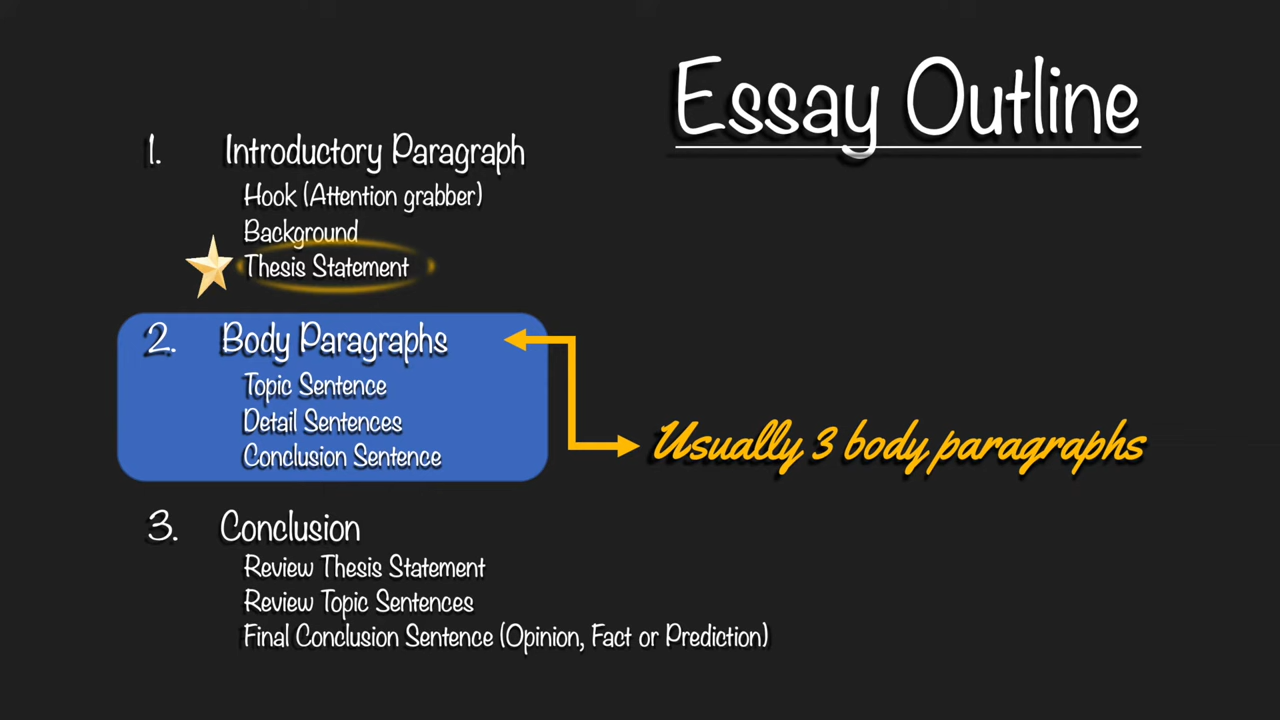 Essay Outline
1. Introductory Paragraph
Hook (Attention grabber)
Background
Thesis Statement
2. Body Paragraphs
Topic Sentence
Detail Sentences
Conclusion Sentence
Usually 3 body paragraphs
3. Conclusion
Review Thesis Statement
Review Topic Sentences
Final Conclusion Sentence (Opinion, Fact or Prediction)